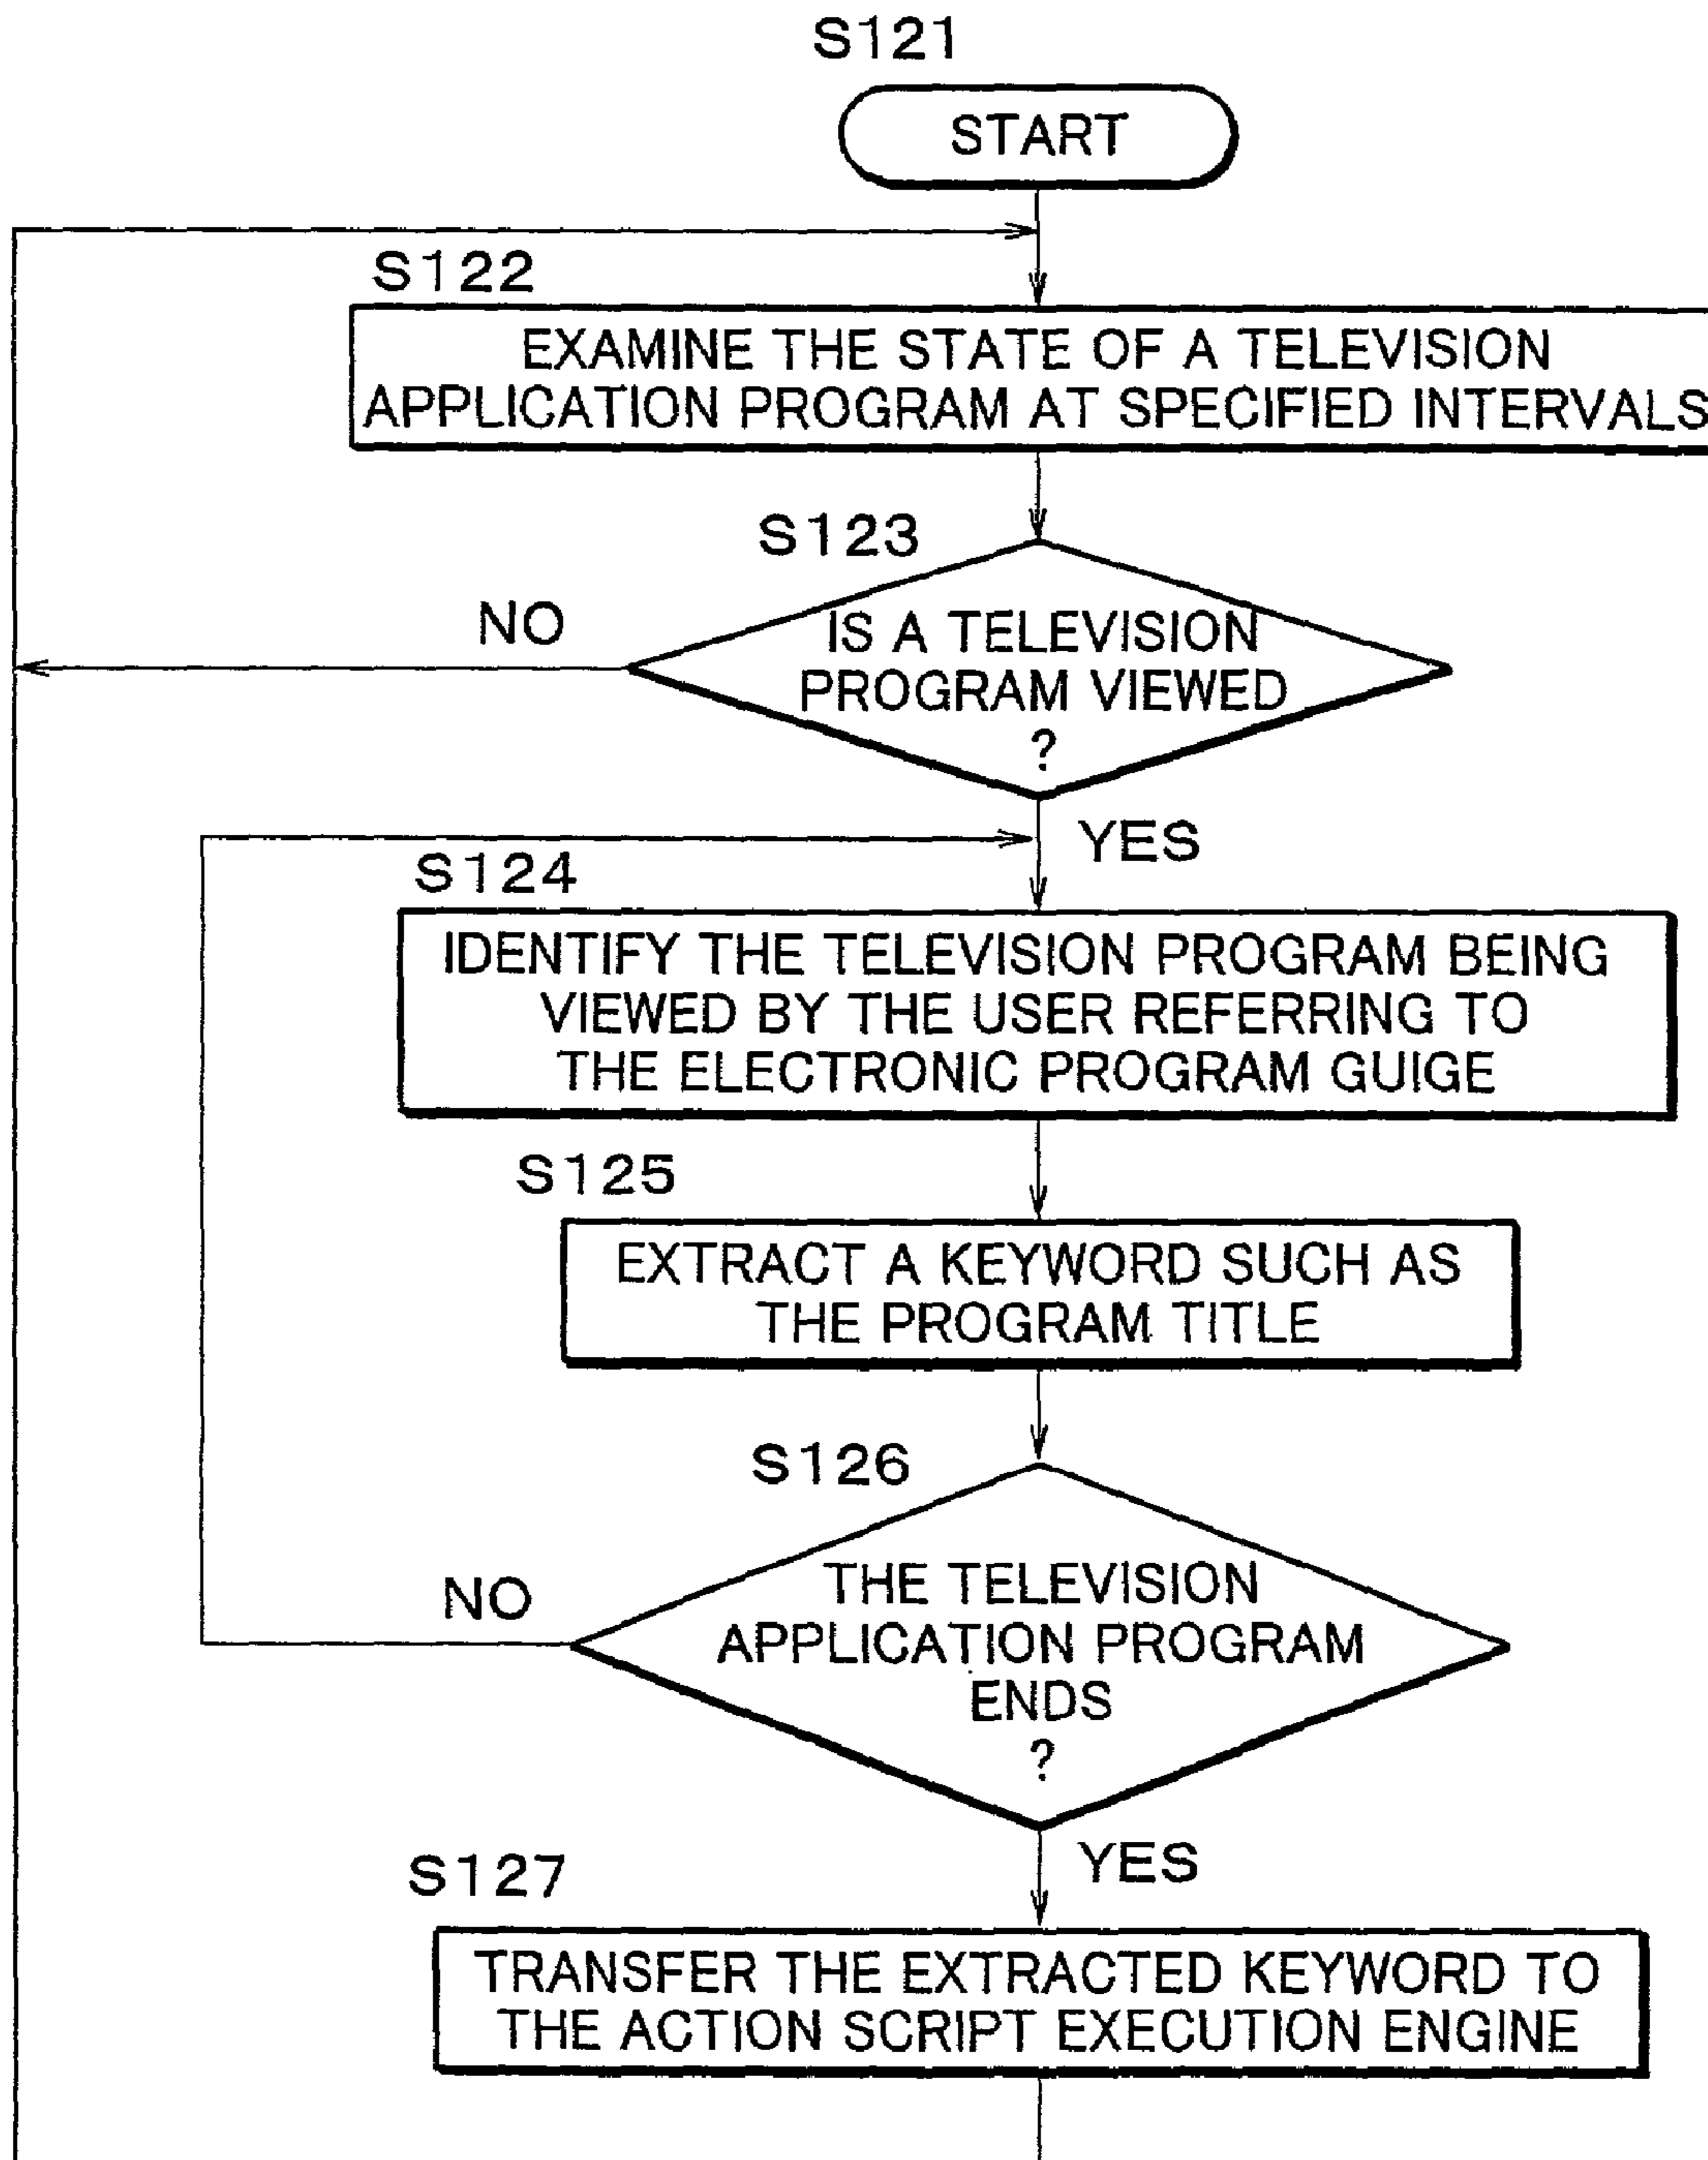 S121
START
S122
EXAMINE THE STATE OF A TELEVISION
APPLICATION PROGRAM AT SPECIFIED INTERVALS
S123
NO
IS A TELEVISION
PROGRAM VIEWED
?
YES
S124
IDENTIFY THE TELEVISION PROGRAM BEING
VIEWED BY THE USER REFERRING TO
THE ELECTRONIC PROGRAM GUIGE
S125
EXTRACT A KEYWORD SUCH AS
THE PROGRAM TITLE
S126
NO
THE TELEVISION
APPLICATION PROGRAM
ENDS
?
YES
S127
TRANSFER THE EXTRACTED KEYWORD TO
THE ACTION SCRIPT EXECUTION ENGINE